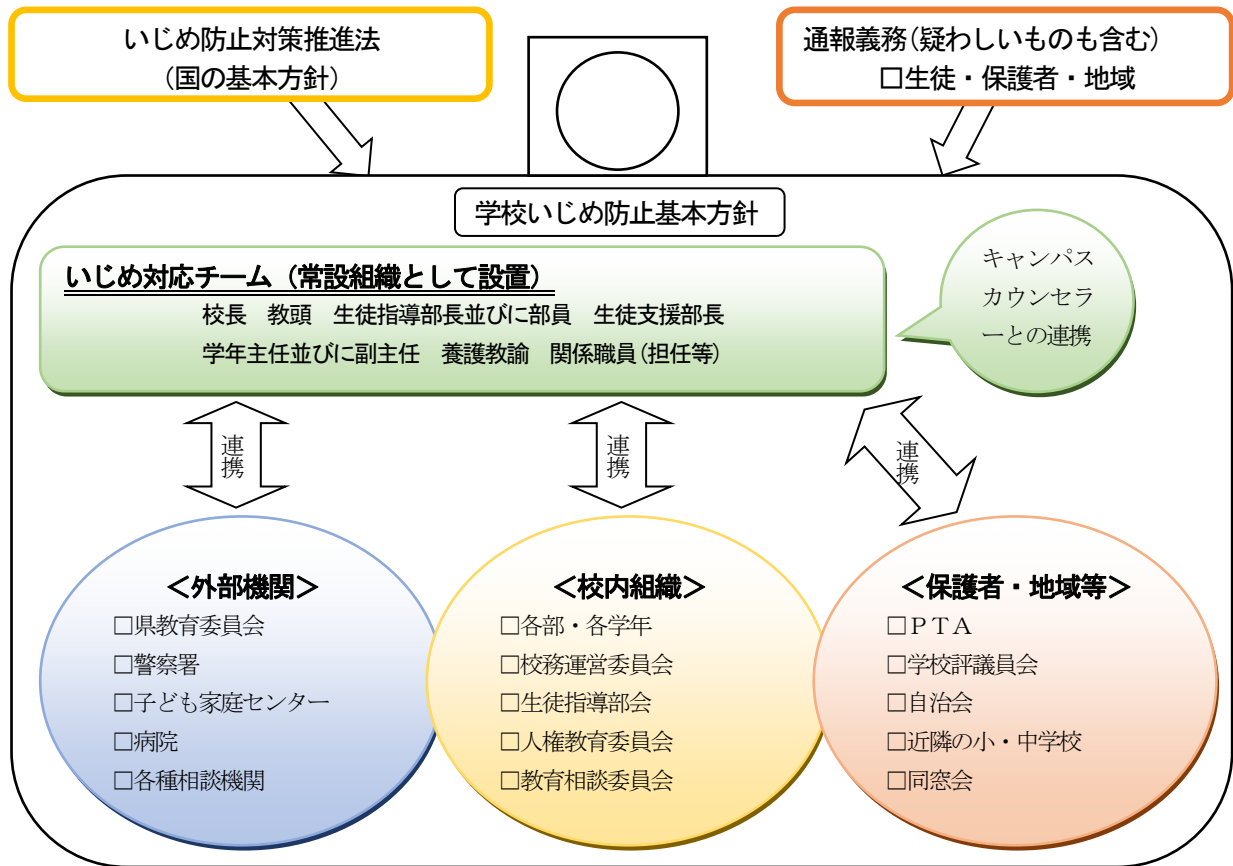 いじめ防止対策推進法
(国の基本方針)
通報義務(疑わしいものも含む)
□生徒・保護者・地域
学校いじめ防止基本方針
いじめ対応チーム（常設組織として設置）
校長　教頭　生徒指導部長並びに部員　生徒支援部長
学年主任並びに副主任　養護教諭　関係職員(担任等)
キャンパス
カウンセラ
ーとの連携
連携
連携
連携
＜外部機関＞
□県教育委員会
□警察署
□子ども家庭センター
□病院
□各種相談機関
＜校内組織＞
□各部・各学年
□校務運営委員会
□生徒指導部会
□人権教育委員会
□教育相談委員会
＜保護者・地域等＞
□ＰＴＡ
□学校評議員会
□自治会
□近隣の小・中学校
□同窓会